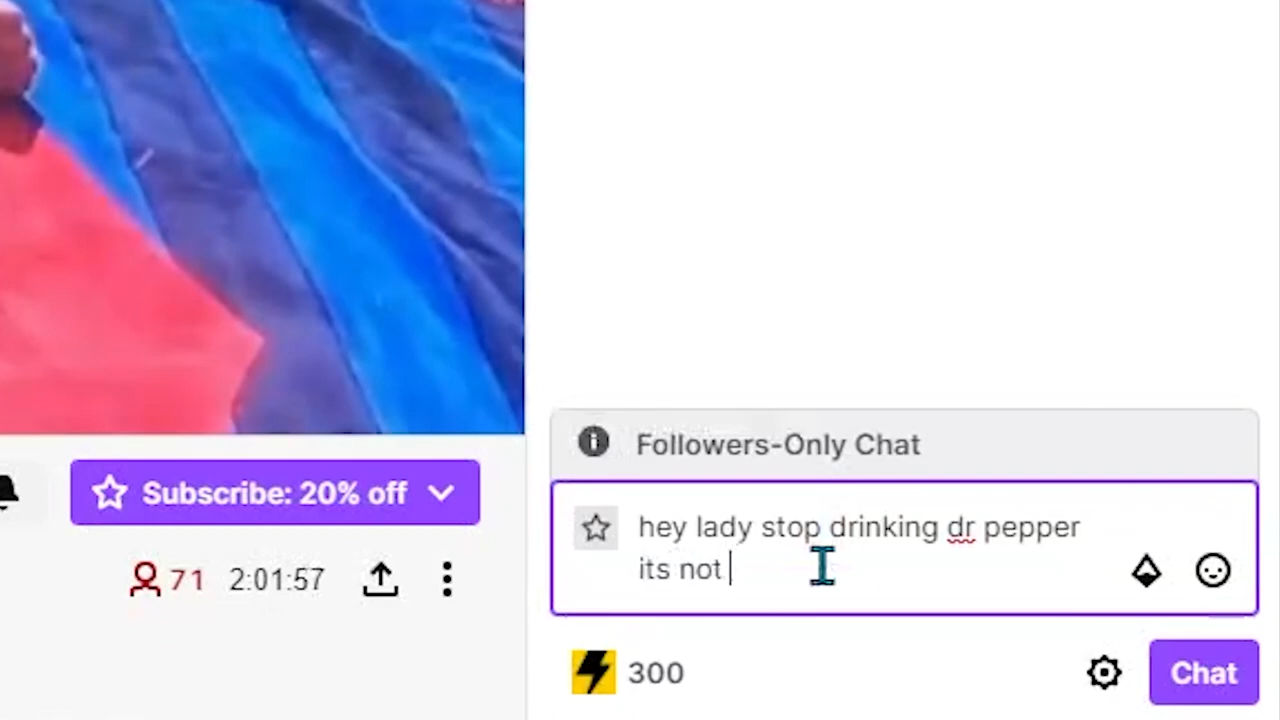 Followers-Only Chat
Subscribe: 20% off
hey lady stop drinking dr pepper
its not
71 2:01:57
300
Chat